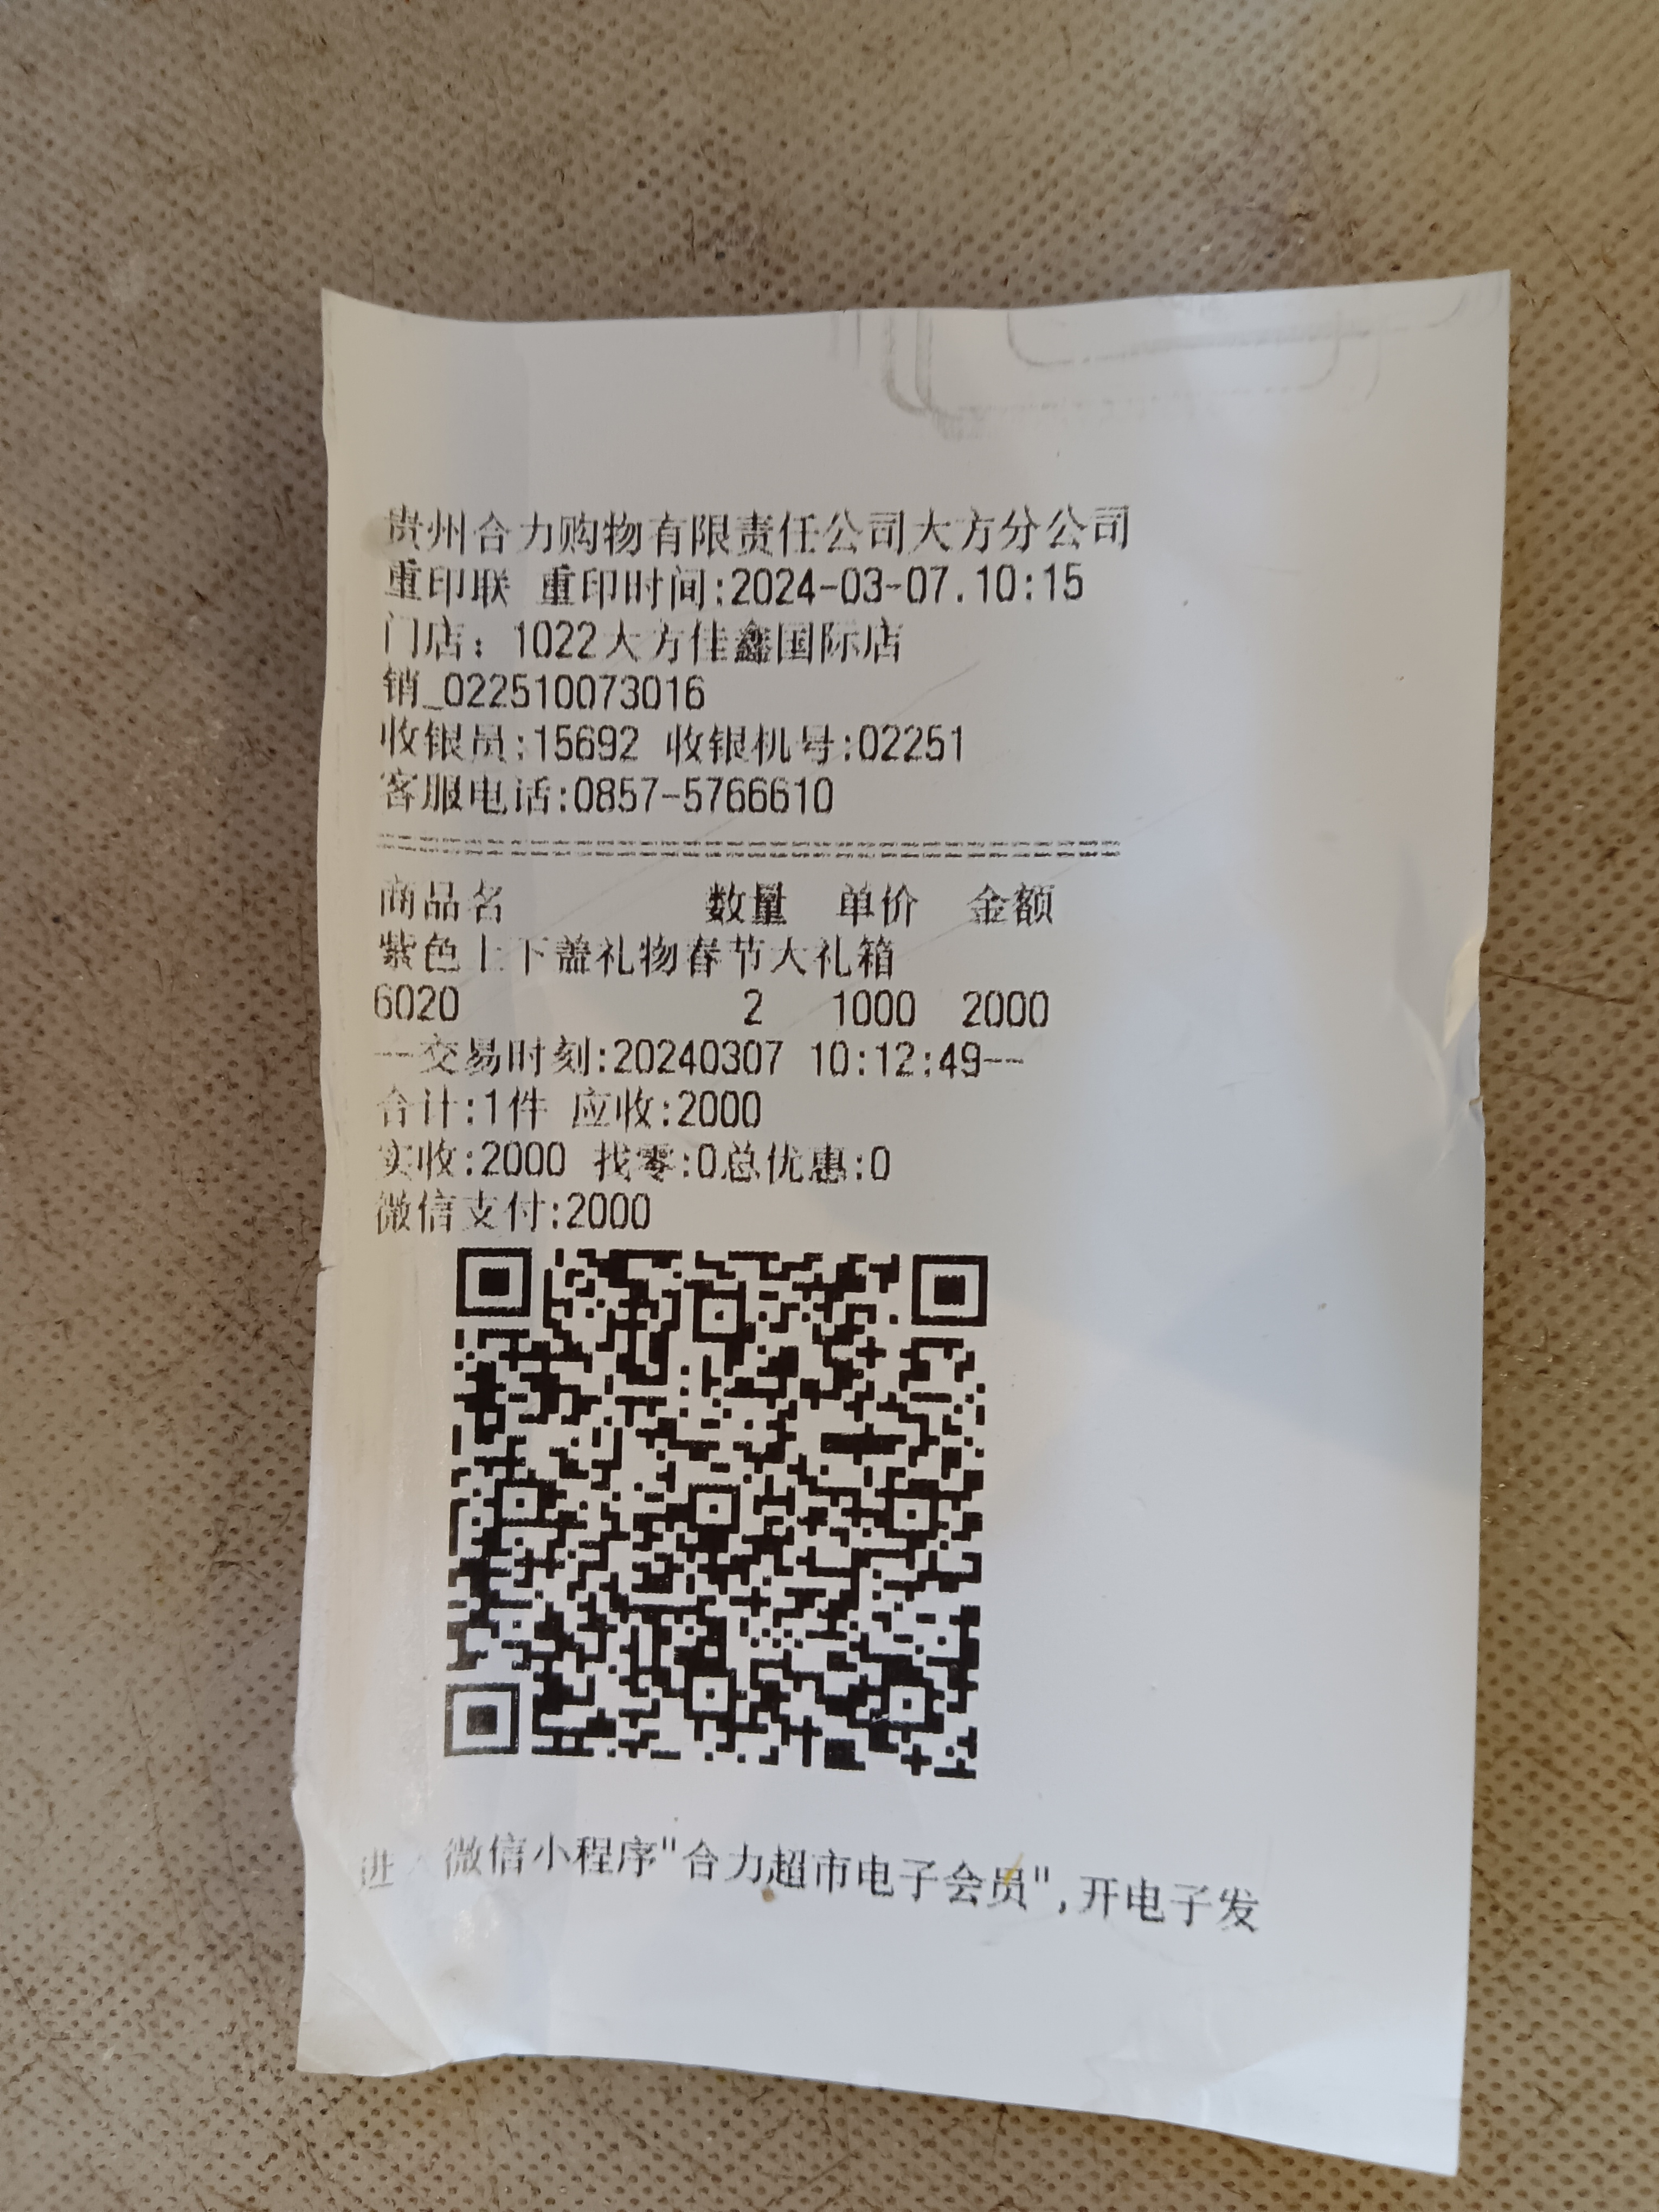 贵州合力购物有限责任公司大方分公司
重印联 重印时间:2024-03-07.10:15
门店：1022大方佳鑫国际店
销_022510073016
收银员:15692 收银机号:02251
客服电话:0857-5766610
==================================
商品名 数量 单价 金额
紫色上下盖礼物春节大礼箱
6020 2 1000 2000
--交易时刻:20240307 10:12:49--
合计:1件 应收:2000
实收:2000 找零:0总优惠:0
微信支付:2000
进入微信小程序"合力超市电子会员",开电子发